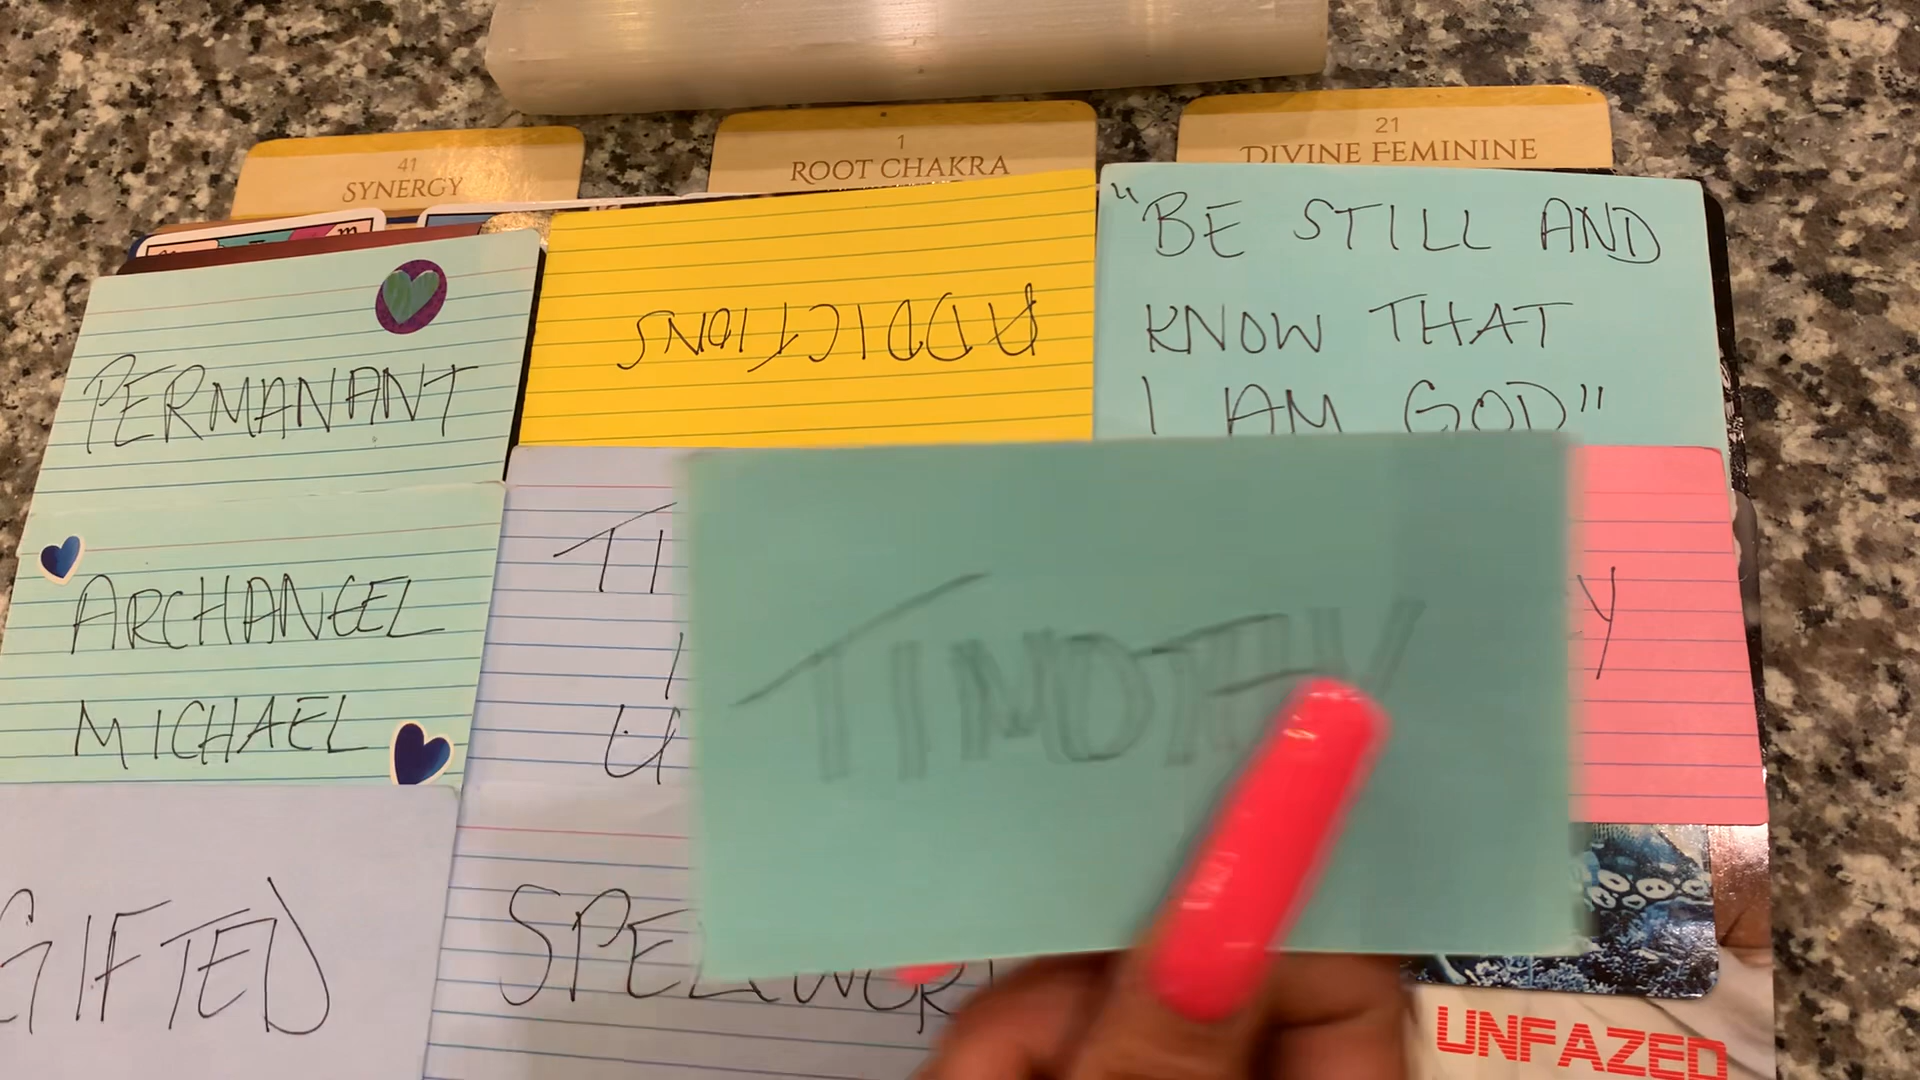 41
SYNERGY
1
ROOT CHAKRA
21
DIVINE FEMININE
PERMANANT
ADDICTIONS
"BE STILL AND
KNOW THAT
I AM GOD"
ARCHANGEL
MICHAEL
TIMOTHY
GIFTED
UNFAZED